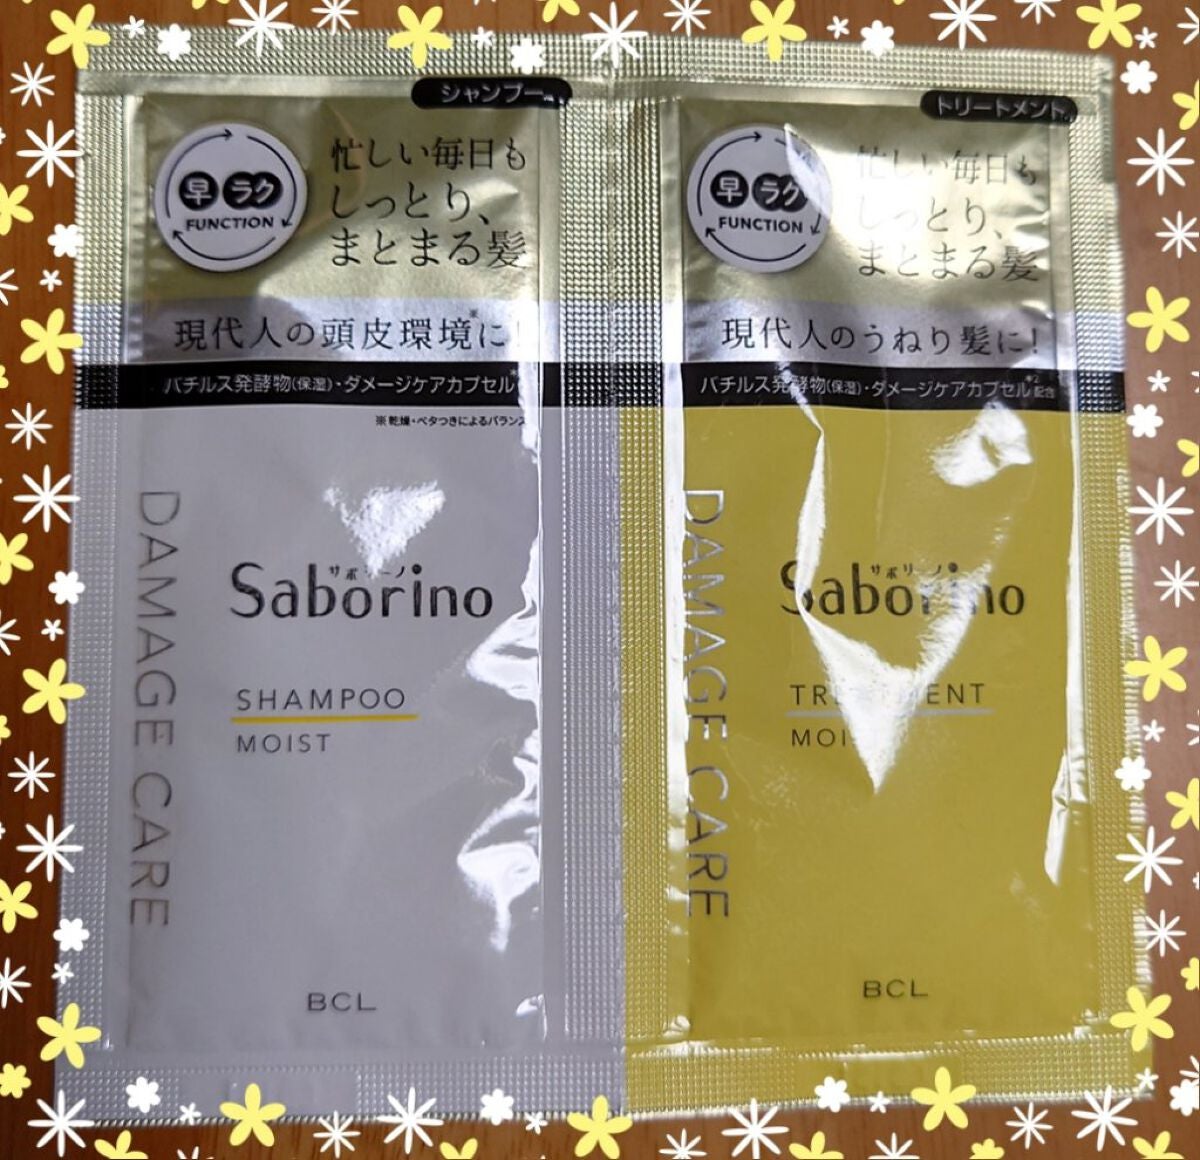 シャンプー
早 ラク
FUNCTION
忙しい毎日も
しっとり、
まとまる髪
現代人の頭皮環境※に!
バチルス発酵物(保湿)・ダメージケアカプセル
※乾燥・ベタつきによるバランス
DAMAGE CARE
サボリーノ
Saborino
SHAMPOO
MOIST
BCL
トリートメント
早 ラク
FUNCTION
忙しい毎日も
しっとり、
まとまる髪
現代人のうねり髪に!
バチルス発酵物(保湿)・ダメージケアカプセル*2配合
DAMAGE CARE
サボリーノ
Saborino
TREATMENT
MOIST
BCL